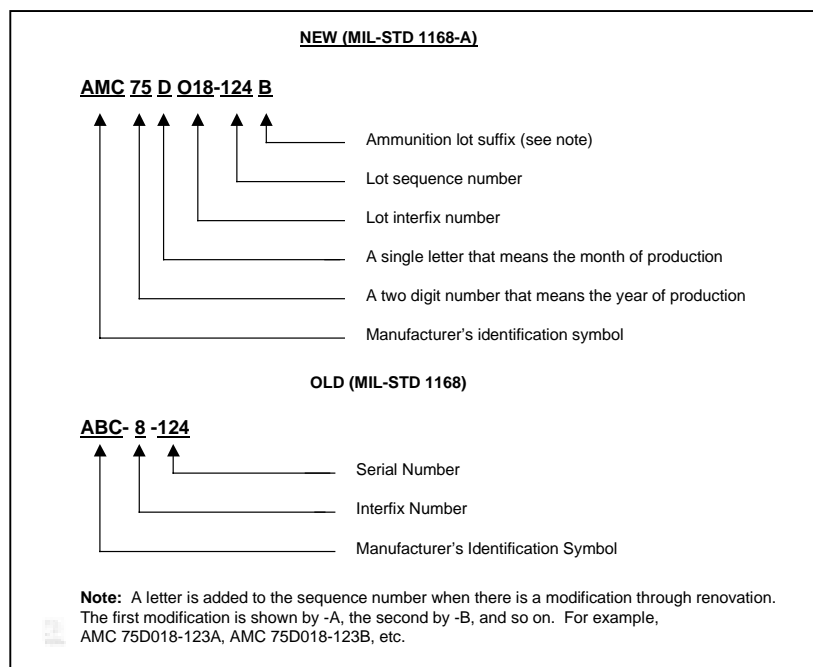 NEW (MIL-STD 1168-A)
AMC 75 D O18-124 B
Ammunition lot suffix (see note)
Lot sequence number
Lot interfix number
A single letter that means the month of production
A two digit number that means the year of production
Manufacturer’s identification symbol
OLD (MIL-STD 1168)
ABC- 8 -124
Serial Number
Interfix Number
Manufacturer’s Identification Symbol
Note: A letter is added to the sequence number when there is a modification through renovation.
The first modification is shown by -A, the second by -B, and so on. For example,
AMC 75D018-123A, AMC 75D018-123B, etc.